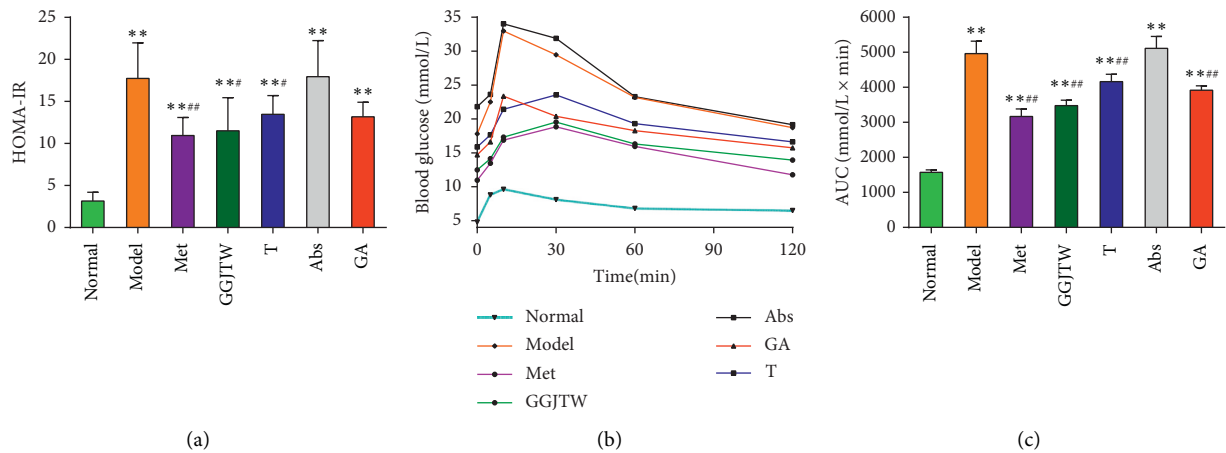 HOMA-IR
25
20
15
10
5
0
**
**##
**#
**#
**
**
Normal
Model
Met
GGJTW
T
Abs
GA
(a)
Blood glucose (mmol/L)
35
30
25
20
15
10
5
0 30 60 90 120
Time(min)
Normal
Model
Met
GGJTW
Abs
GA
T
(b)
AUC (mmol/L × min)
6000
5000
4000
3000
2000
1000
0
**
**##
**##
**##
**
**##
Normal
Model
Met
GGJTW
T
Abs
GA
(c)